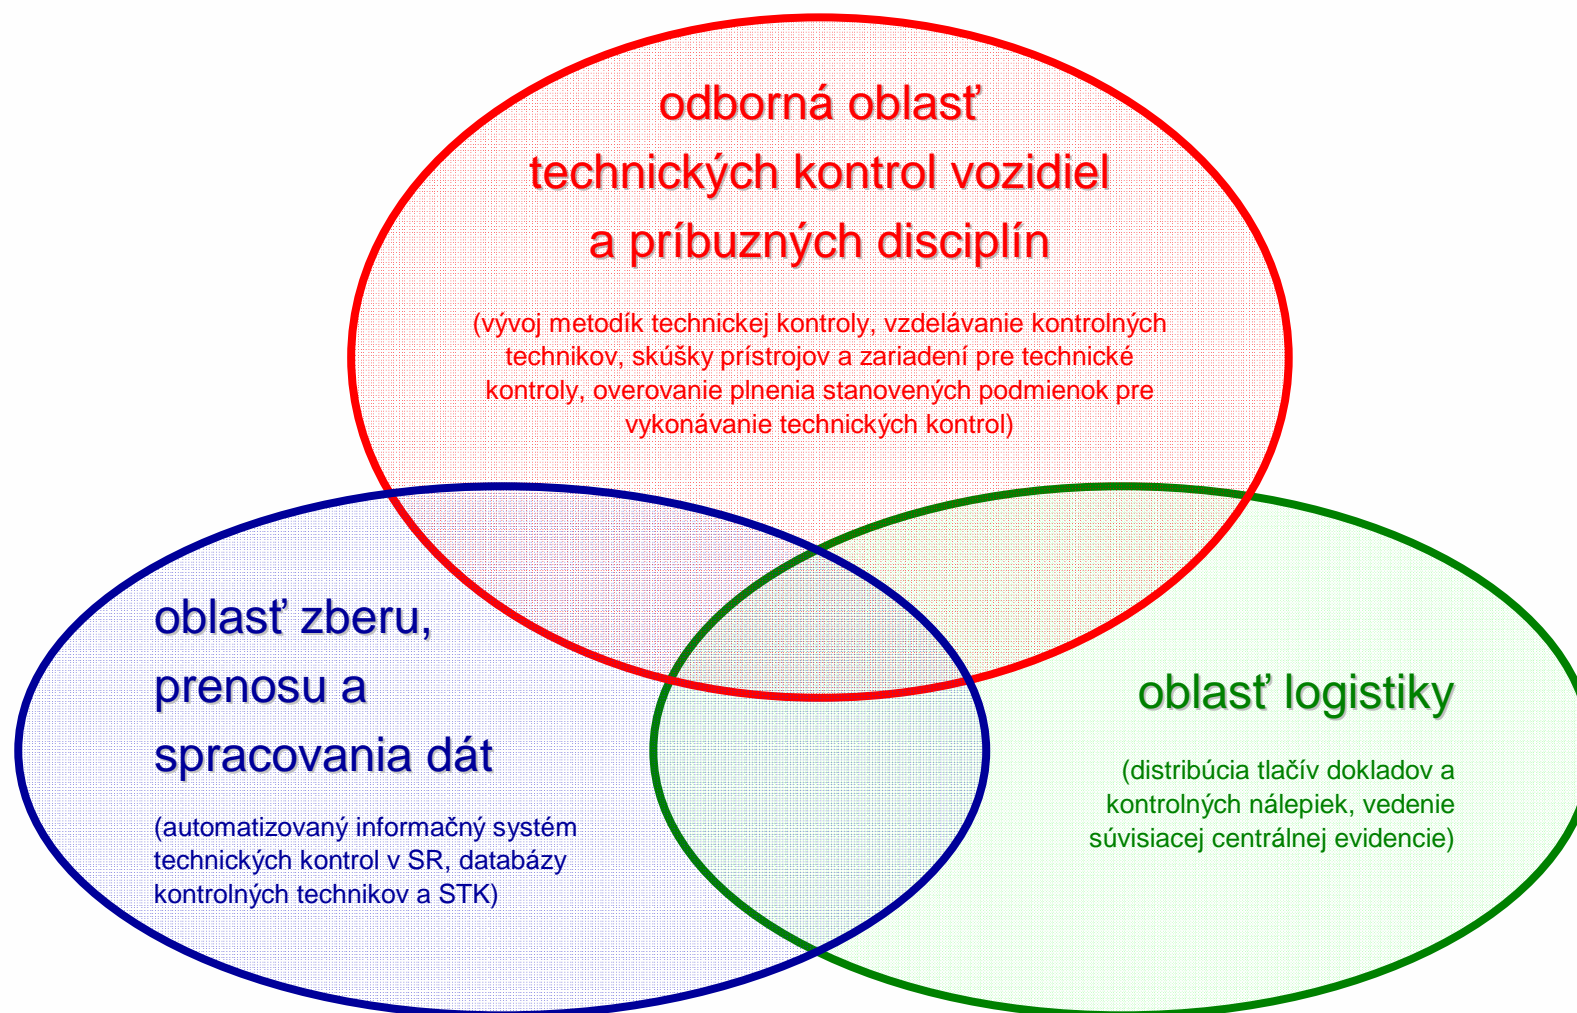 odborná oblasť
technických kontrol vozidiel
a príbuzných disciplín
(vývoj metodík technickej kontroly, vzdelávanie kontrolných
technikov, skúšky prístrojov a zariadení pre technické
kontroly, overovanie plnenia stanovených podmienok pre
vykonávanie technických kontrol)
oblasť zberu,
prenosu a
spracovania dát
(automatizovaný informačný systém
technických kontrol v SR, databázy
kontrolných technikov a STK)
oblasť logistiky
(distribúcia tlačív dokladov a
kontrolných nálepiek, vedenie
súvisiacej centrálnej evidencie)